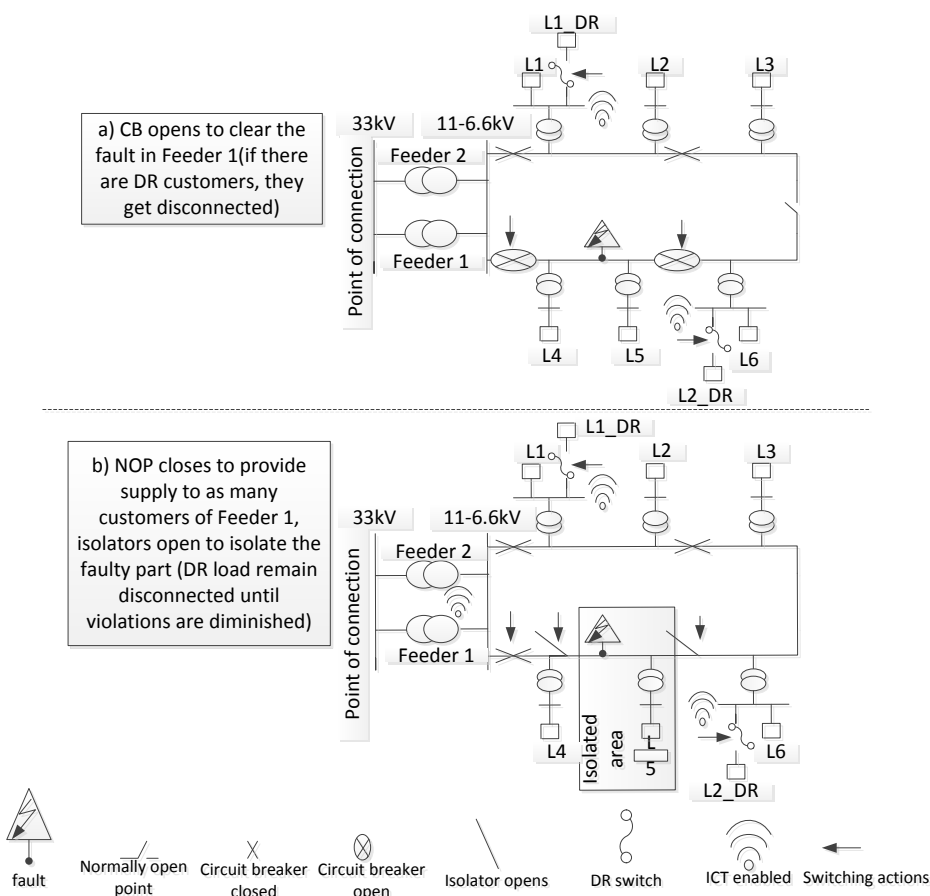 L1_DR
L1
L2
L3
a) CB opens to clear the
fault in Feeder 1(if there
are DR customers, they
get disconnected)
33kV
11-6.6kV
Feeder 2
Point of connection
Feeder 1
L4
L5
L6
L2_DR
b) NOP closes to provide
supply to as many
customers of Feeder 1,
isolators open to isolate the
faulty part (DR load remain
disconnected until
violations are diminished)
L1_DR
L1
L2
L3
33kV
11-6.6kV
Feeder 2
Point of connection
Feeder 1
Isolated
area
L4
L
5
L6
L2_DR
fault
Normally open
point
Circuit breaker
closed
Circuit breaker
open
Isolator opens
DR switch
ICT enabled
Switching actions